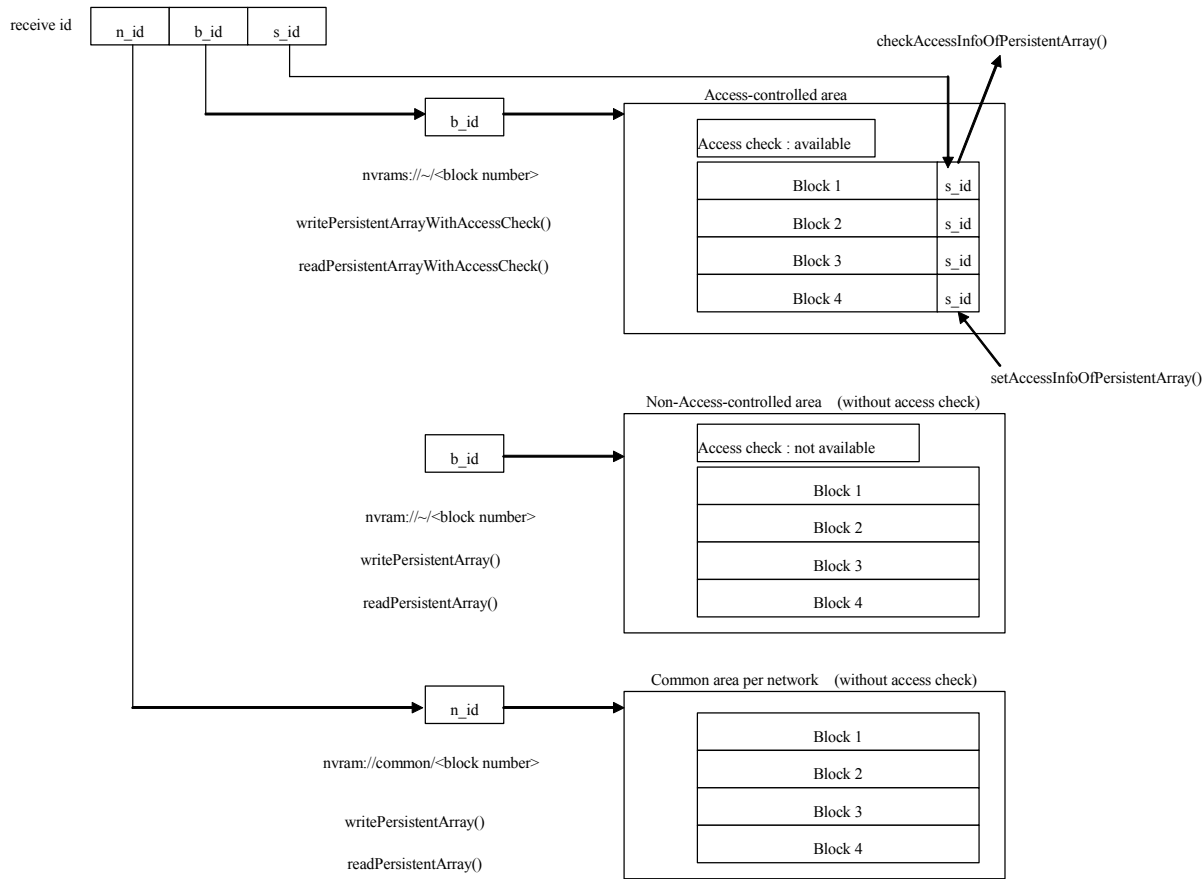 receive id
n_id b_id s_id
checkAccessInfoOfPersistentArray()
Access-controlled area
b_id
Access check : available
nvrams://~/<block number>
Block 1 s_id
writePersistentArrayWithAccessCheck()
Block 2 s_id
readPersistentArrayWithAccessCheck()
Block 3 s_id
Block 4 s_id
setAccessInfoOfPersistentArray()
Non-Access-controlled area (without access check)
Access check : not available
b_id
Block 1
nvram://~/<block number>
Block 2
writePersistentArray()
Block 3
readPersistentArray()
Block 4
Common area per network (without access check)
n_id
Block 1
nvram://common/<block number>
Block 2
Block 3
writePersistentArray()
Block 4
readPersistentArray()